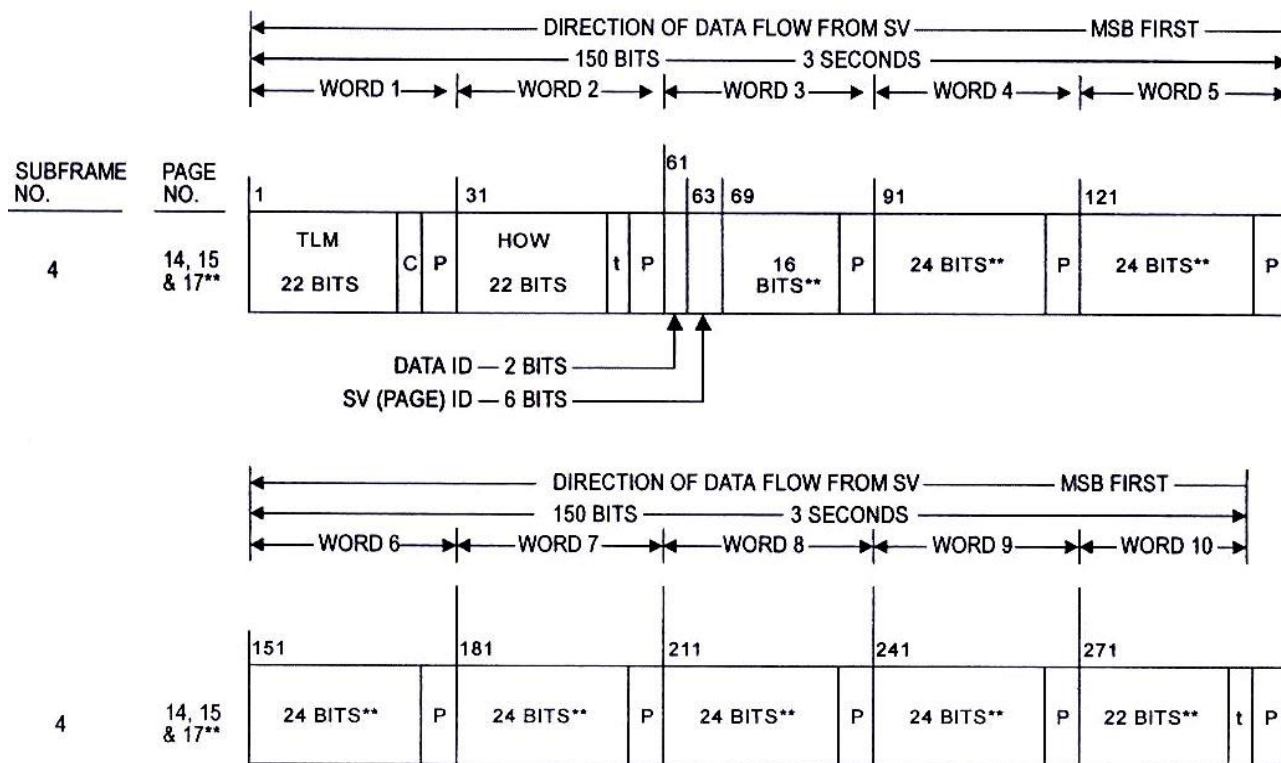 DIRECTION OF DATA FLOW FROM SV MSB FIRST
150 BITS 3 SECONDS
WORD 1 WORD 2 WORD 3 WORD 4 WORD 5
SUBFRAME NO. PAGE NO.
1 31 61 63 69 91 121
4 14, 15 & 17** TLM 22 BITS C P HOW 22 BITS t P 16 BITS** P 24 BITS** P 24 BITS** P
DATA ID — 2 BITS
SV (PAGE) ID — 6 BITS
DIRECTION OF DATA FLOW FROM SV MSB FIRST
150 BITS 3 SECONDS
WORD 6 WORD 7 WORD 8 WORD 9 WORD 10
151 181 211 241 271
4 14, 15 & 17** 24 BITS** P 24 BITS** P 24 BITS** P 24 BITS** P 22 BITS** t P